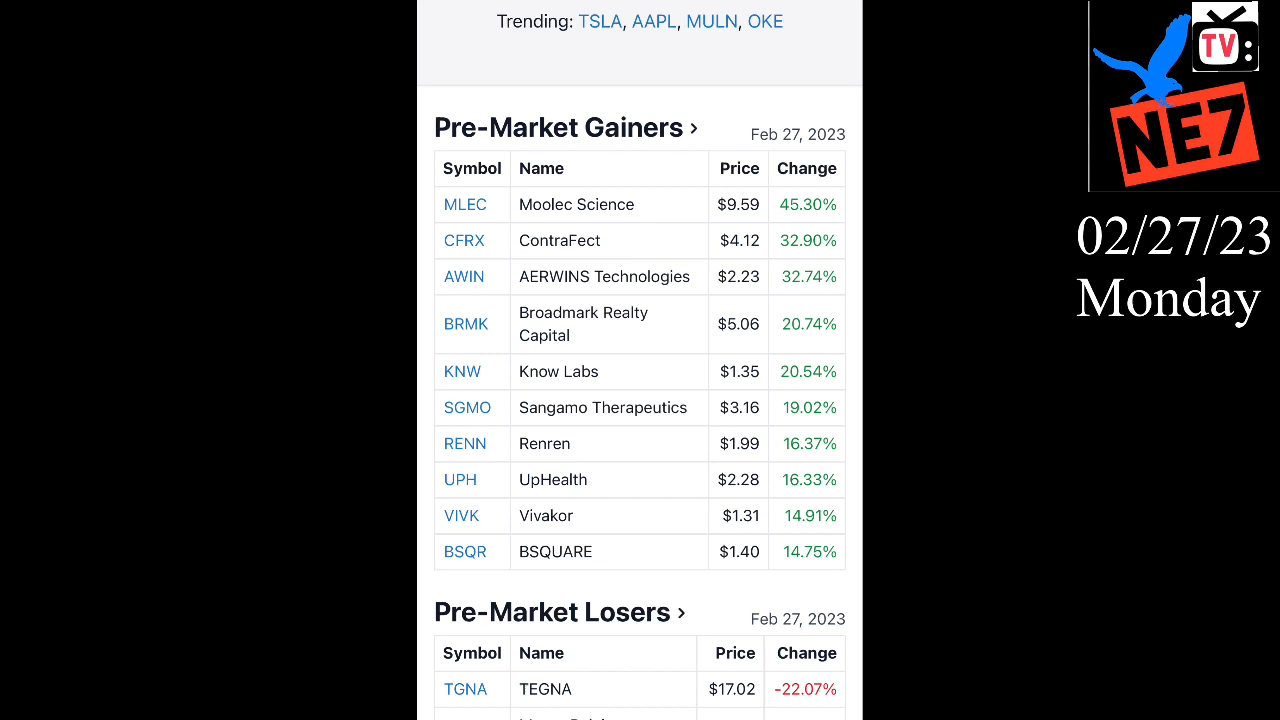 Trending: TSLA, AAPL, MULN, OKE
TV:
NE7
02/27/23
Monday
Pre-Market Gainers ›
Feb 27, 2023
Symbol Name Price Change
MLEC Moolec Science $9.59 45.30%
CFRX ContraFect $4.12 32.90%
AWIN AERWINS Technologies $2.23 32.74%
BRMK Broadmark Realty Capital $5.06 20.74%
KNW Know Labs $1.35 20.54%
SGMO Sangamo Therapeutics $3.16 19.02%
RENN Renren $1.99 16.37%
UPH UpHealth $2.28 16.33%
VIVK Vivakor $1.31 14.91%
BSQR BSQUARE $1.40 14.75%
Pre-Market Losers ›
Feb 27, 2023
Symbol Name Price Change
TGNA TEGNA $17.02 -22.07%